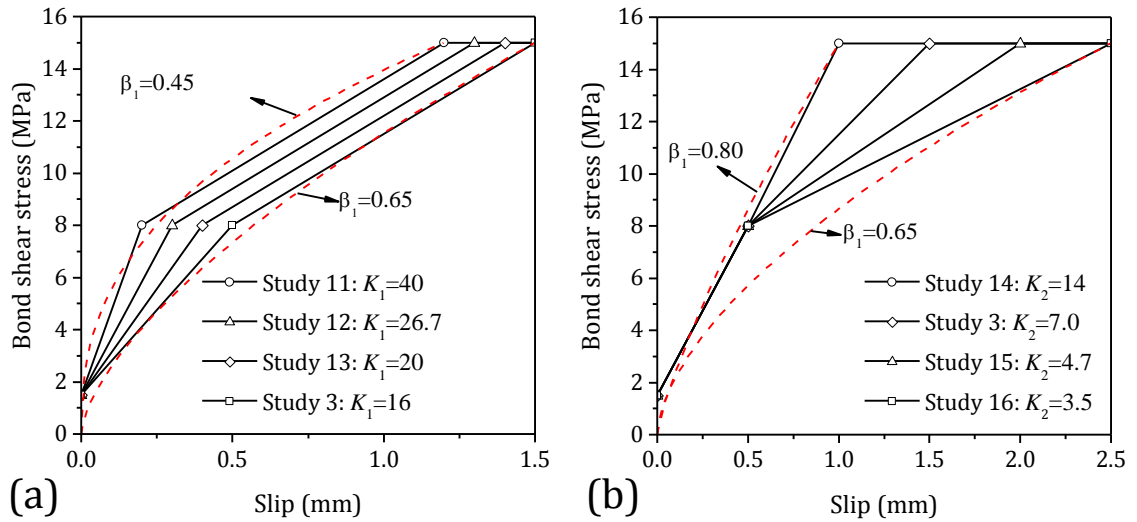 16
14
12
10
8
6
4
2
0
Bond shear stress (MPa)
β₁=0.45
β₁=0.65
Study 11: K₁=40
Study 12: K₁=26.7
Study 13: K₁=20
Study 3: K₁=16
0.0 0.5 1.0 1.5
Slip (mm)
(a)
16
14
12
10
8
6
4
2
0
Bond shear stress (MPa)
β₁=0.80
β₁=0.65
Study 14: K₂=14
Study 3: K₂=7.0
Study 15: K₂=4.7
Study 16: K₂=3.5
0.0 0.5 1.0 1.5 2.0 2.5
Slip (mm)
(b)